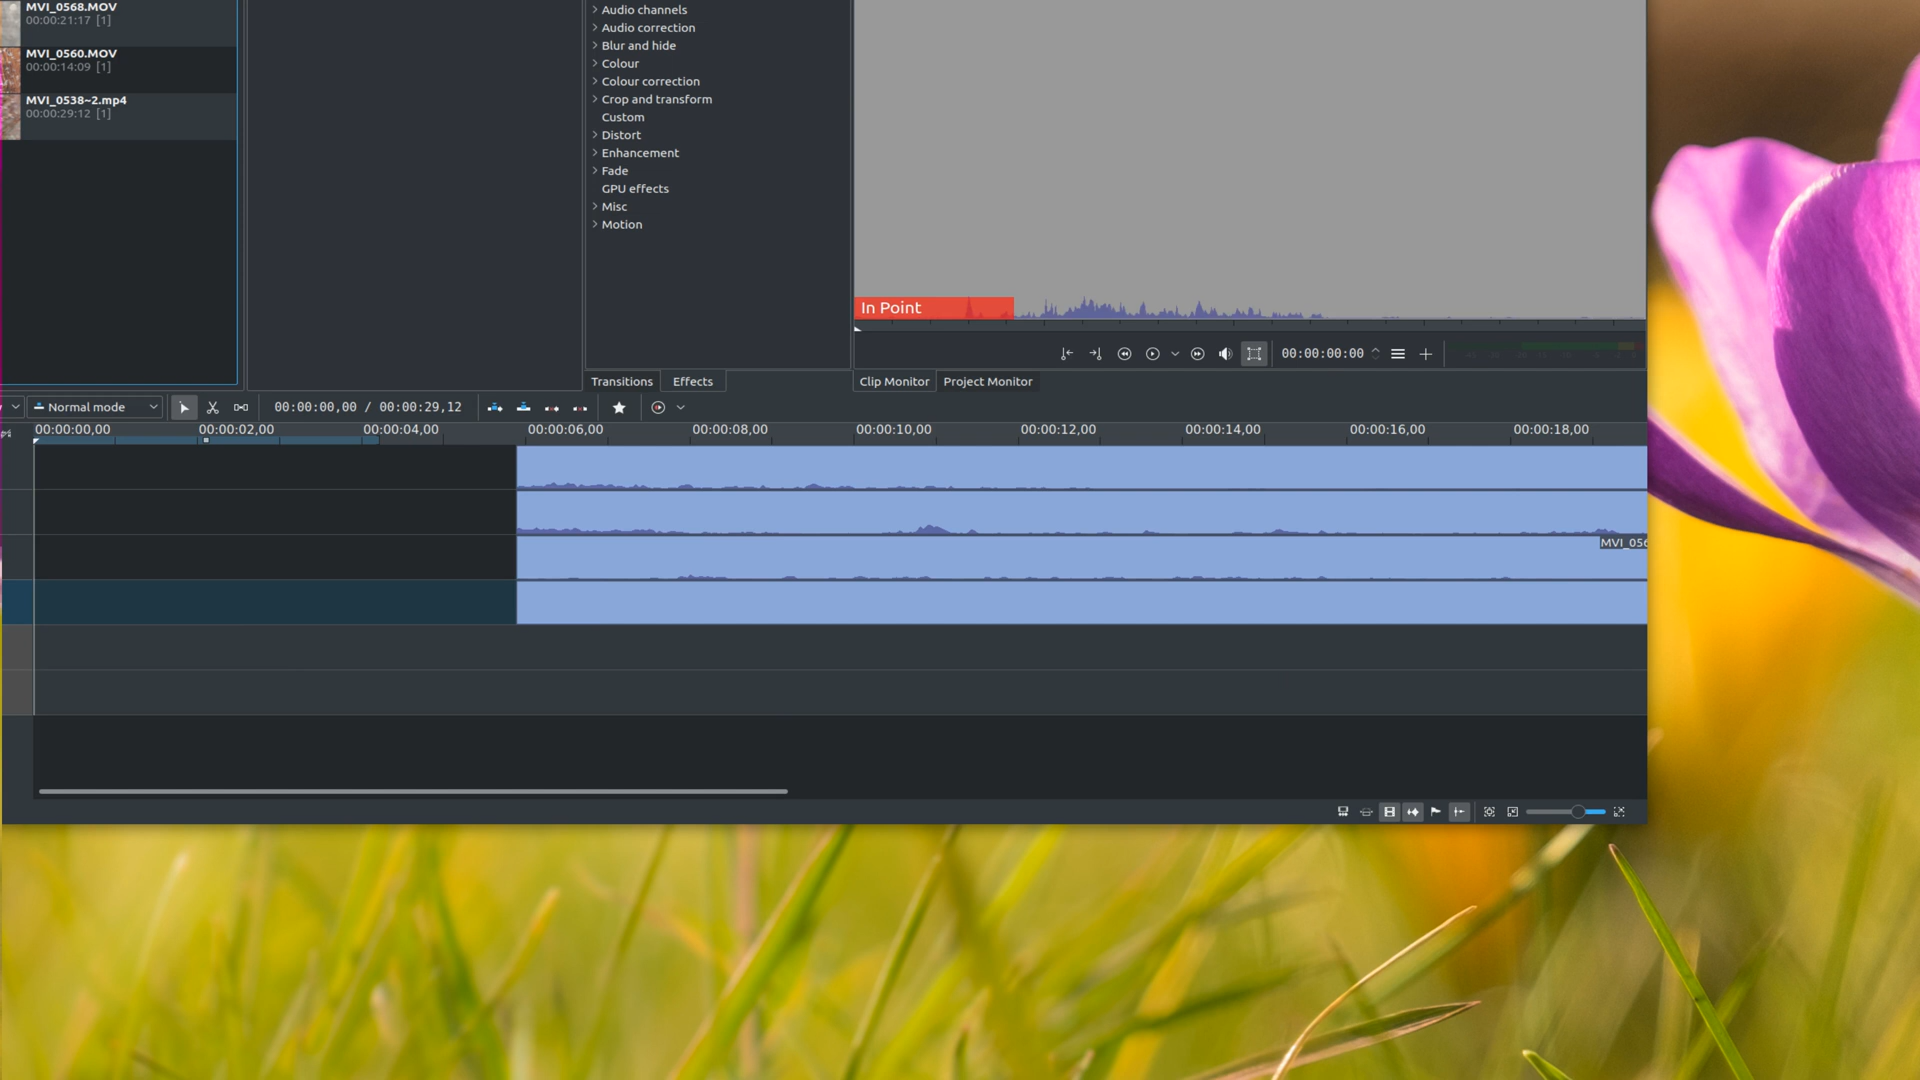 MVI_0568.MOV
00:00:21:17 [1]
MVI_0560.MOV
00:00:14:09 [1]
MVI_0538~2.mp4
00:00:29:12 [1]
Audio channels
Audio correction
Blur and hide
Colour
Colour correction
Crop and transform
Custom
Distort
Enhancement
Fade
GPU effects
Misc
Motion
In Point
00:00:00:00
Transitions Effects
Clip Monitor Project Monitor
Normal mode
00:00:00,00 / 00:00:29,12
00:00:00,00 00:00:02,00 00:00:04,00 00:00:06,00 00:00:08,00 00:00:10,00 00:00:12,00 00:00:14,00 00:00:16,00 00:00:18,00
MVI_056